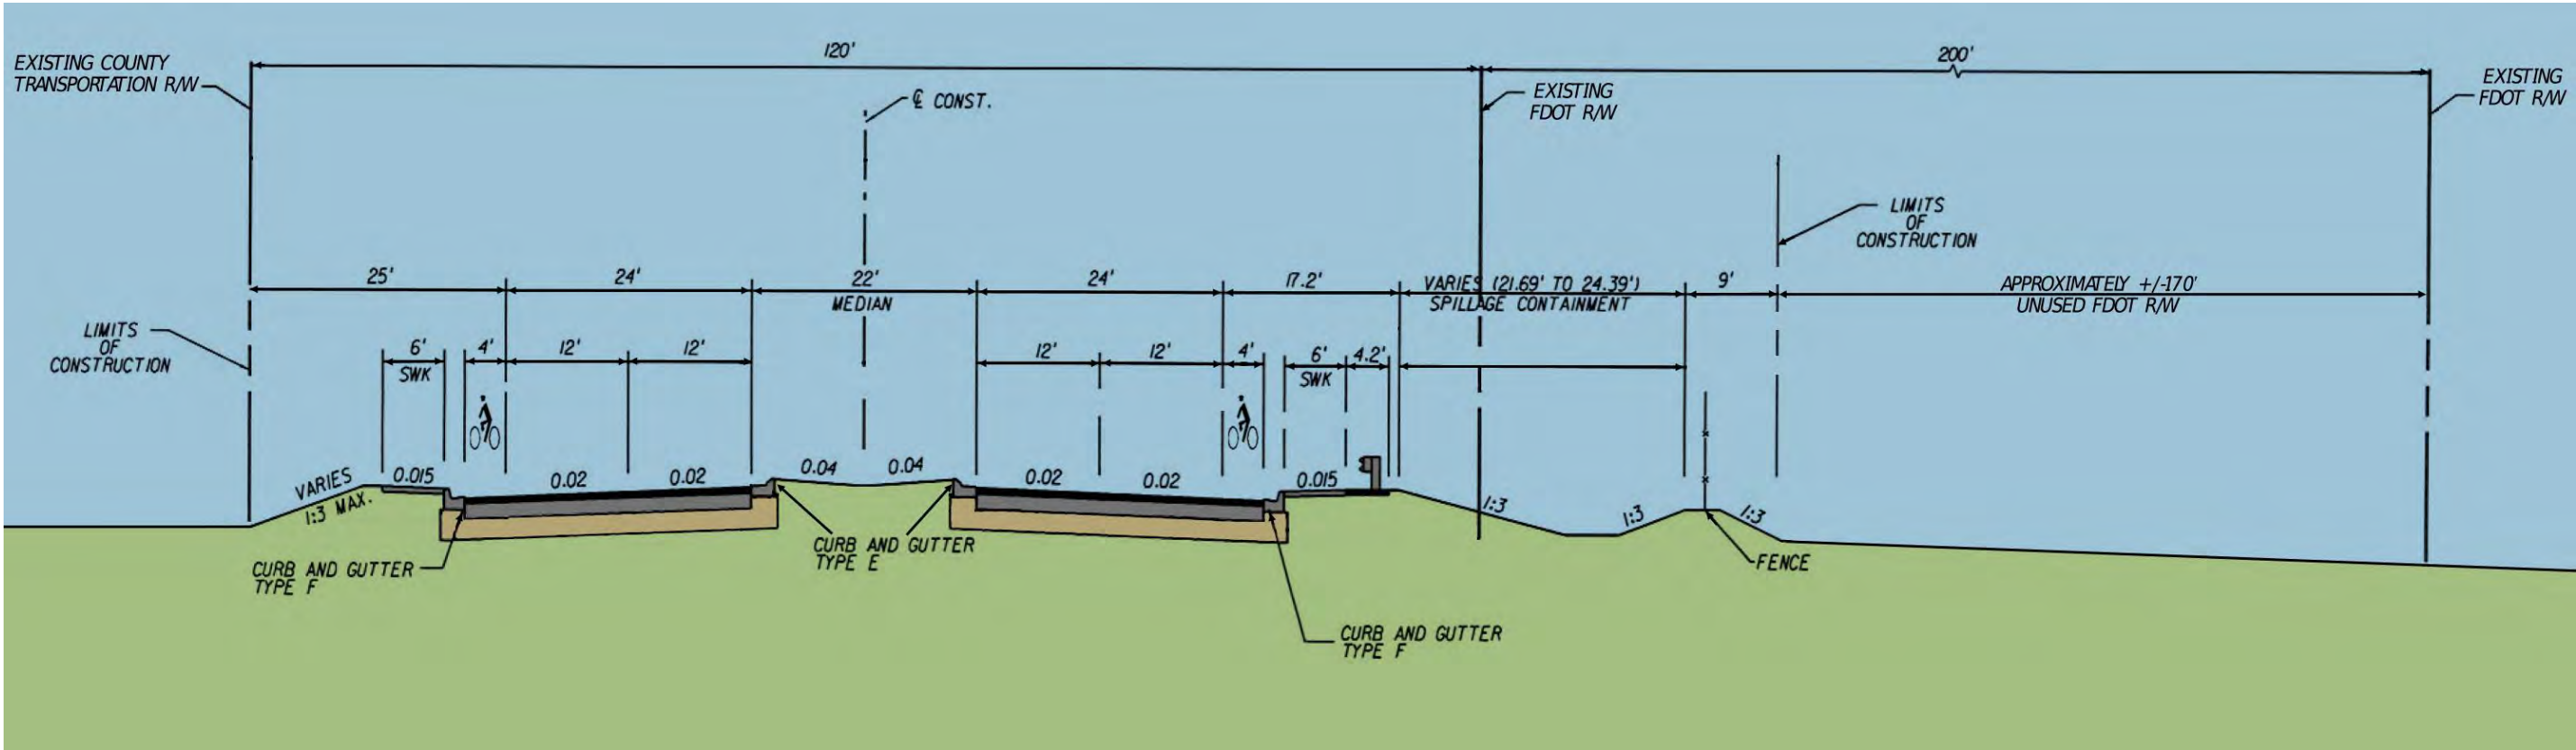 120'
200'
EXISTING COUNTY
TRANSPORTATION R/W
EXISTING
FDOT R/W
EXISTING
FDOT R/W
℄ CONST.
LIMITS
OF
CONSTRUCTION
25'
24'
22'
MEDIAN
24'
17.2'
VARIES (21.69' TO 24.39')
SPILLAGE CONTAINMENT
9'
APPROXIMATELY +/-170'
UNUSED FDOT R/W
LIMITS
OF
CONSTRUCTION
6'
SWK
4'
12'
12'
12'
12'
4'
6'
SWK
4.2'
VARIES
1:3 MAX.
0.015
0.02
0.02
0.04
0.04
0.02
0.02
0.015
1:3
1:3
1:3
CURB AND GUTTER
TYPE F
CURB AND GUTTER
TYPE E
FENCE
CURB AND GUTTER
TYPE F